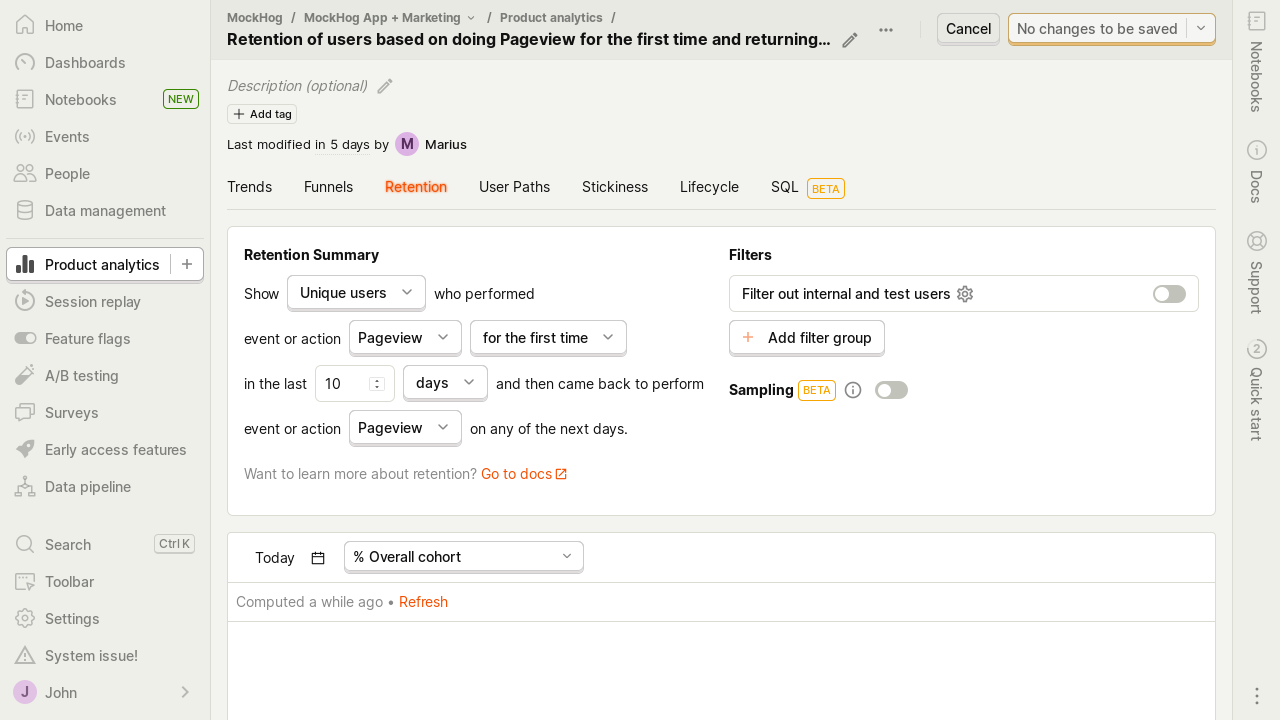 Home
Dashboards
Notebooks NEW
Events
People
Data management
Product analytics
Session replay
Feature flags
A/B testing
Surveys
Early access features
Data pipeline
Search Ctrl K
Toolbar
Settings
System issue!
J John
MockHog / MockHog App + Marketing / Product analytics /
Retention of users based on doing Pageview for the first time and returning...
Cancel No changes to be saved
Description (optional)
Add tag
Last modified in 5 days by M Marius
Trends Funnels Retention User Paths Stickiness Lifecycle SQL BETA
Retention Summary
Show Unique users who performed
event or action Pageview for the first time
in the last 10 days and then came back to perform
event or action Pageview on any of the next days.
Want to learn more about retention? Go to docs
Filters
Filter out internal and test users
Add filter group
Sampling BETA
Today % Overall cohort
Computed a while ago • Refresh
Notebooks
Docs
Support
2 Quick start